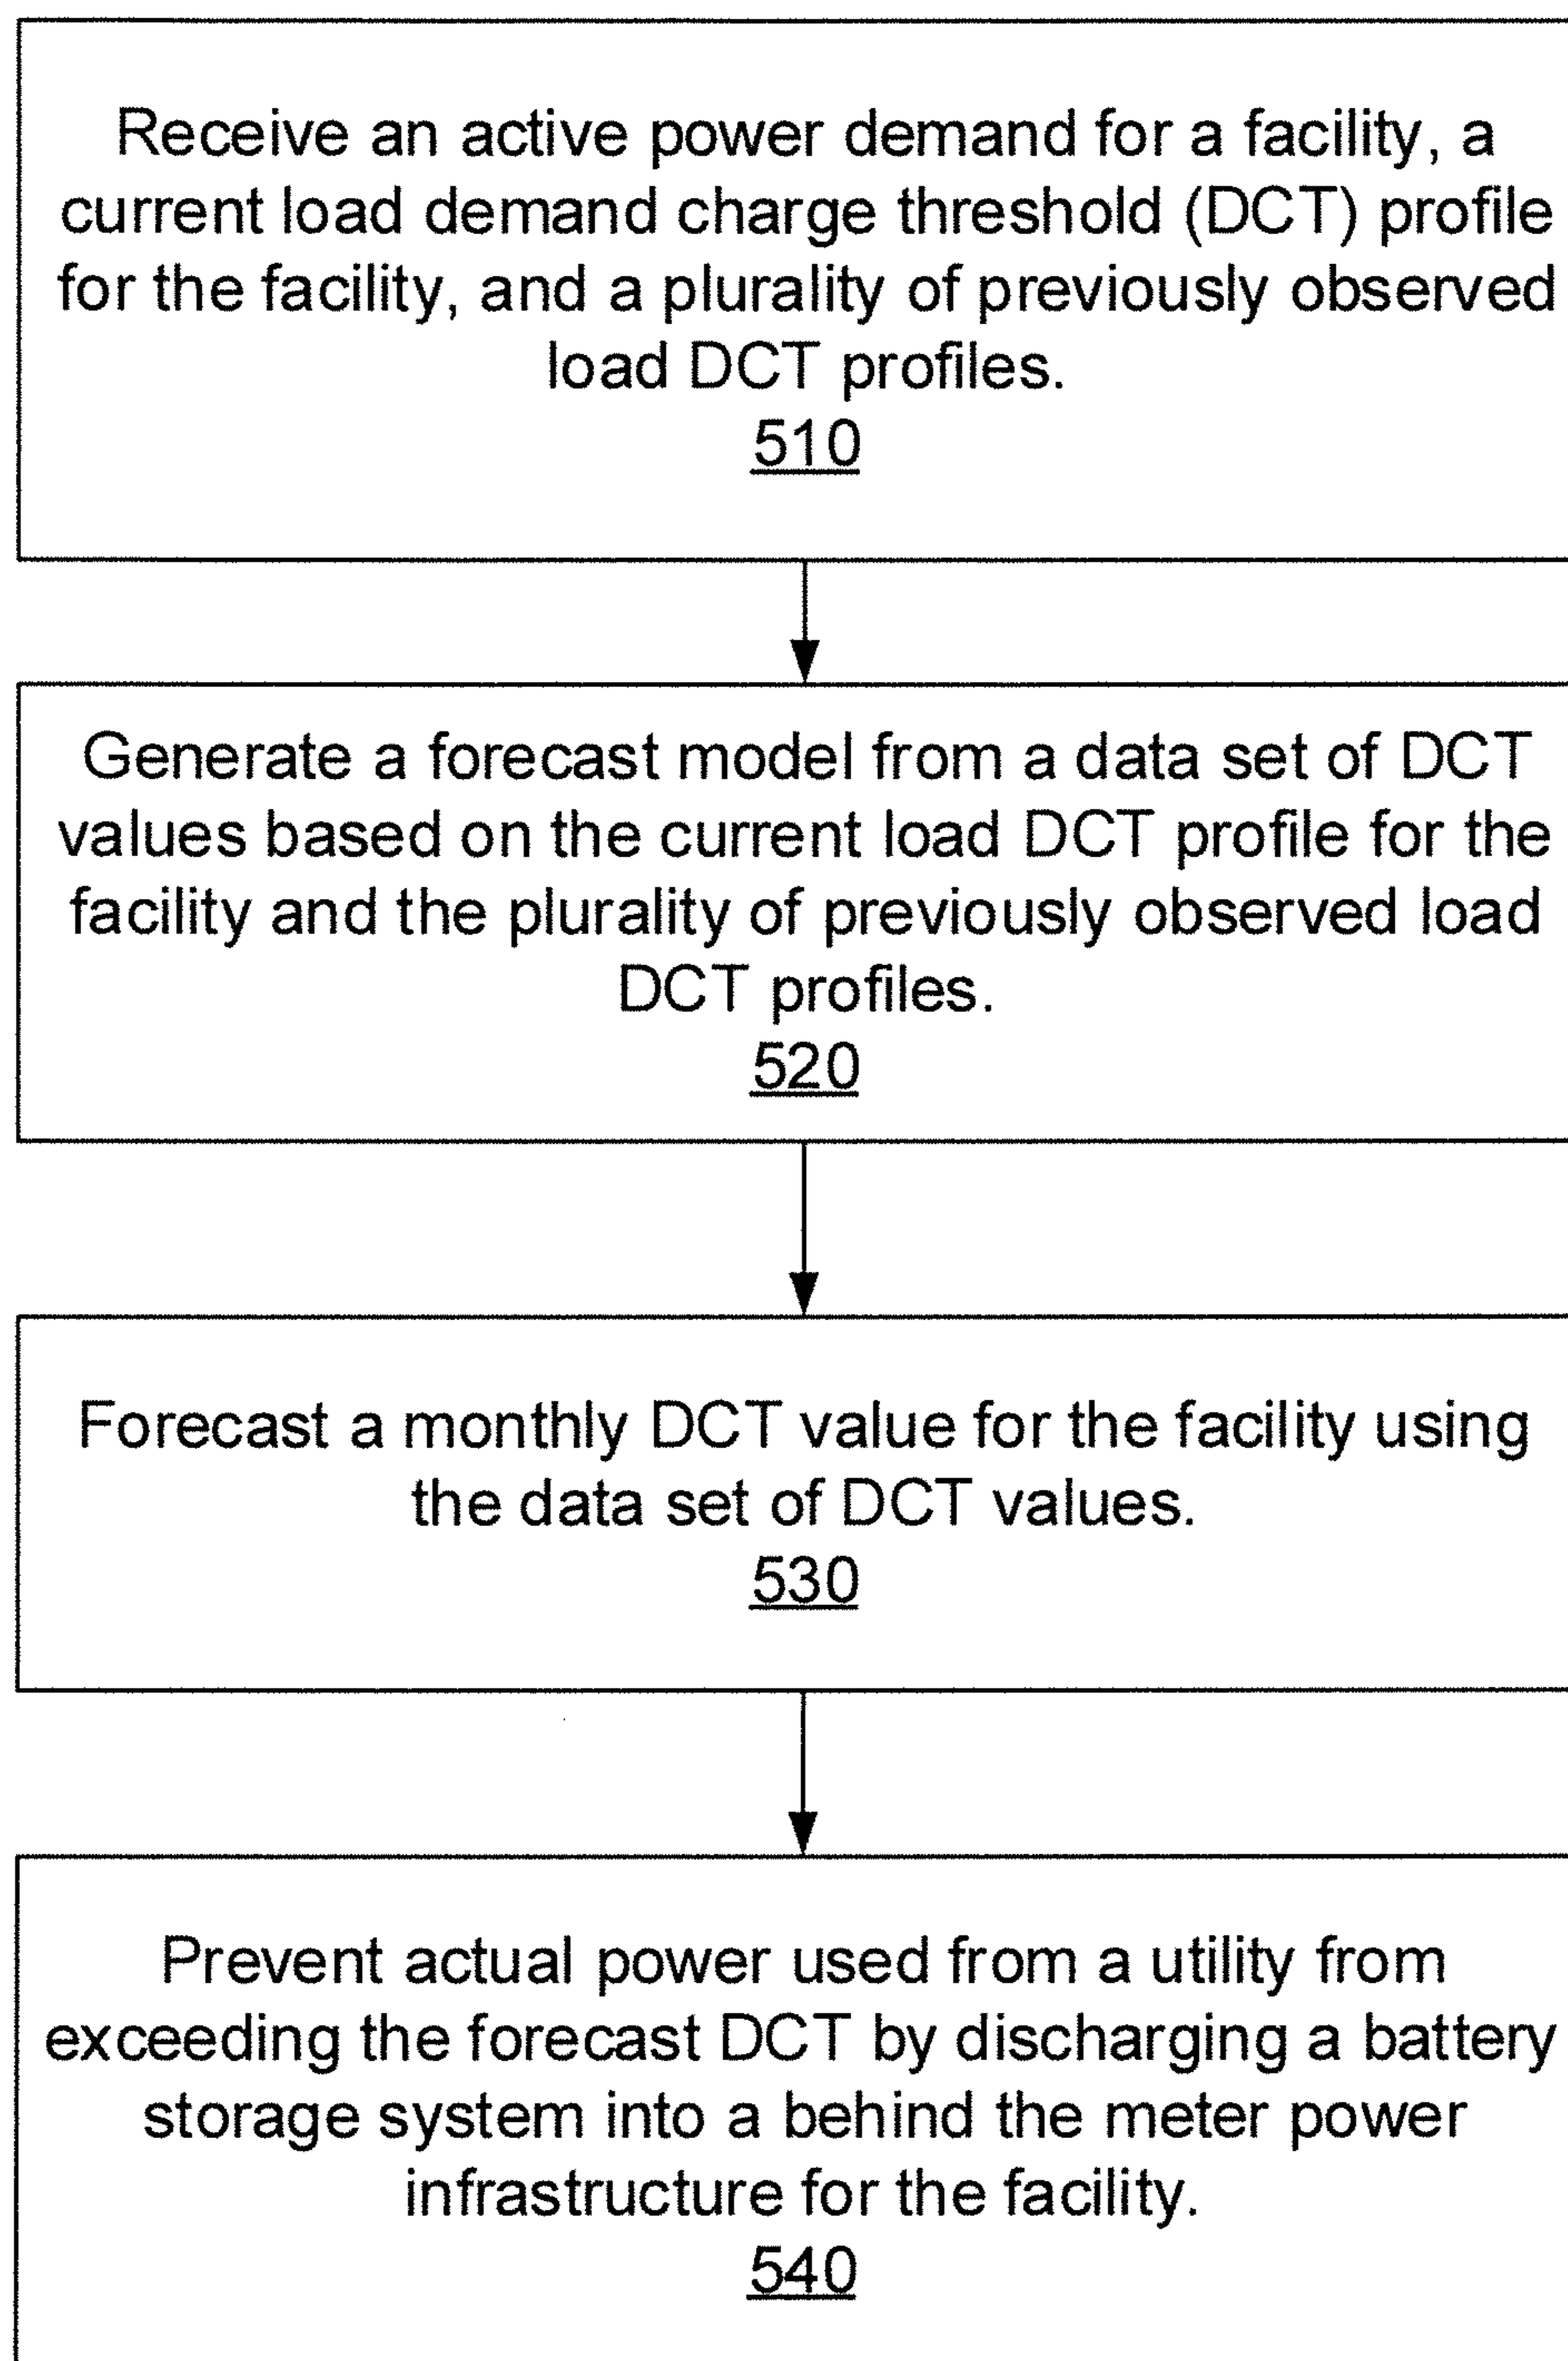 Receive an active power demand for a facility, a
current load demand charge threshold (DCT) profile
for the facility, and a plurality of previously observed
load DCT profiles.
510
Generate a forecast model from a data set of DCT
values based on the current load DCT profile for the
facility and the plurality of previously observed load
DCT profiles.
520
Forecast a monthly DCT value for the facility using
the data set of DCT values.
530
Prevent actual power used from a utility from
exceeding the forecast DCT by discharging a battery
storage system into a behind the meter power
infrastructure for the facility.
540